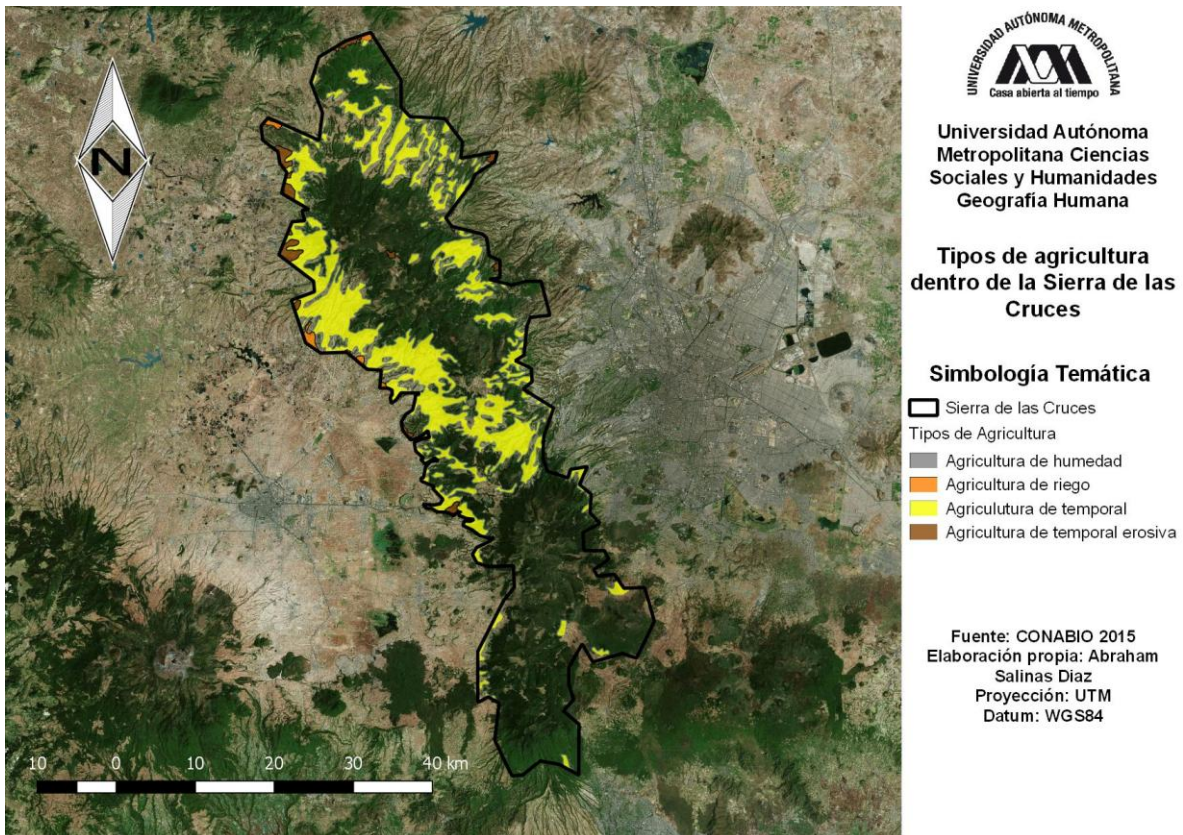 N
10 0 10 20 30 40 km
UNIVERSIDAD AUTÓNOMA METROPOLITANA
Casa abierta al tiempo
Universidad Autónoma
Metropolitana Ciencias
Sociales y Humanidades
Geografía Humana
Tipos de agricultura
dentro de la Sierra de las
Cruces
Simbología Temática
Sierra de las Cruces
Tipos de Agricultura
Agricultura de humedad
Agricultura de riego
Agriculutura de temporal
Agricultura de temporal erosiva
Fuente: CONABIO 2015
Elaboración propia: Abraham
Salinas Diaz
Proyección: UTM
Datum: WGS84